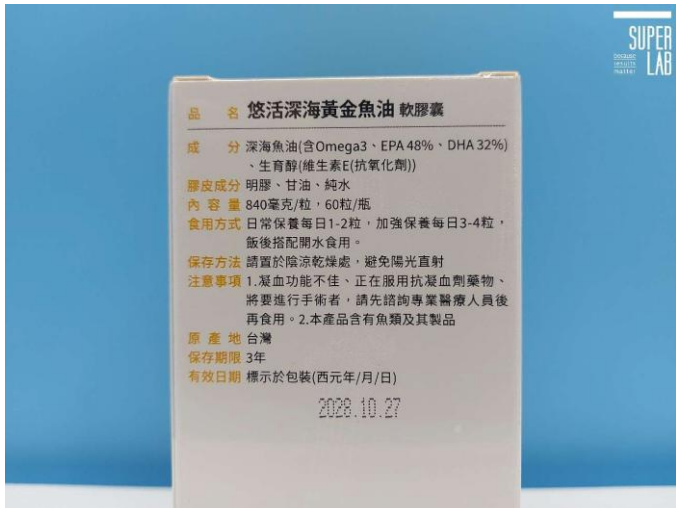 SUPER
LAB
because
results
matter
品名 悠活深海黃金魚油 軟膠囊
成分 深海魚油(含Omega3、EPA 48%、DHA 32%)
、生育醇(維生素E(抗氧化劑))
膠皮成分 明膠、甘油、純水
內容量 840毫克/粒，60粒/瓶
食用方式 日常保養每日1-2粒，加強保養每日3-4粒，
飯後搭配開水食用。
保存方法 請置於陰涼乾燥處，避免陽光直射
注意事項 1.凝血功能不佳、正在服用抗凝血劑藥物、
將要進行手術者，請先諮詢專業醫療人員後
再食用。2.本產品含有魚類及其製品
原產地 台灣
保存期限 3年
有效日期 標示於包裝(西元年/月/日)
2028.10.27